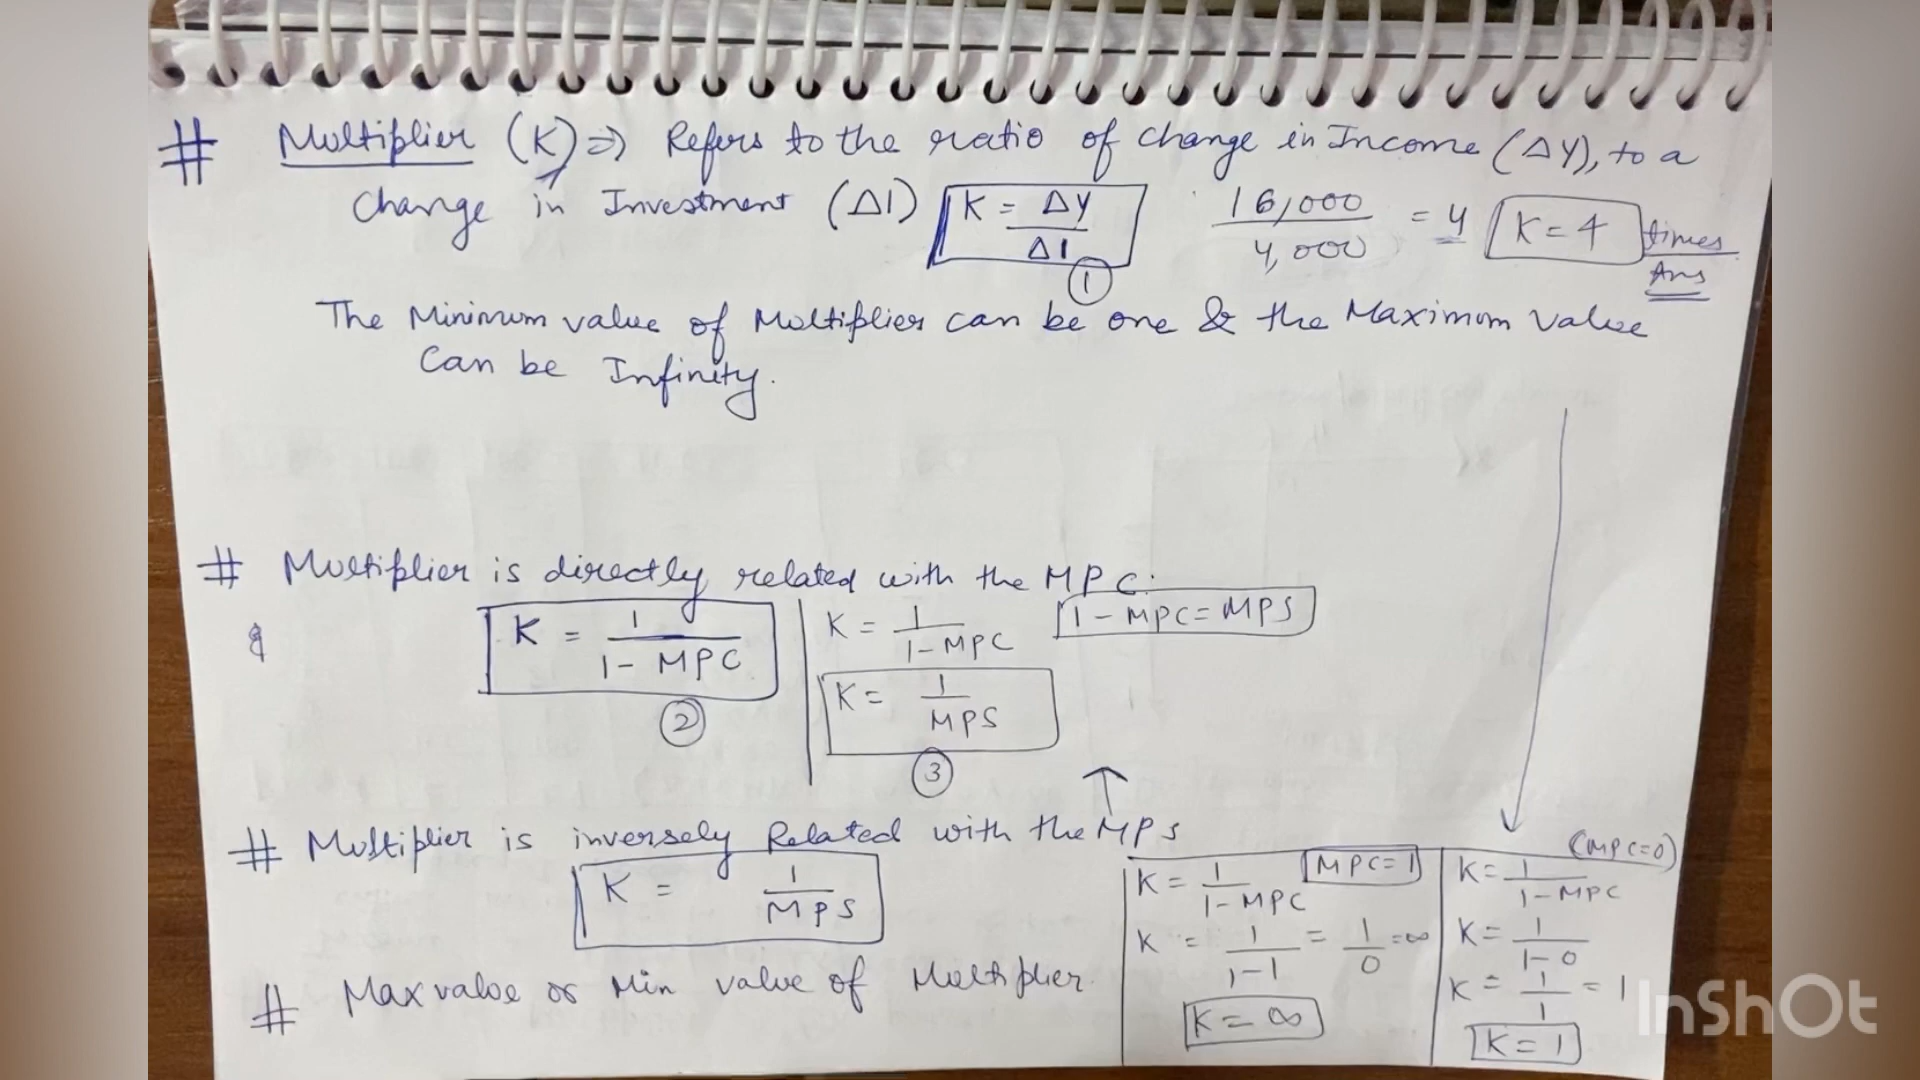 # Multiplier (K) ⇒ Refers to the ratio of change in Income (ΔY), to a
change in Investment (ΔI) K = ΔY/ΔI 16,000/4,000 = 4 K = 4 times
① Ans
The Minimum value of Multiplier can be one & the Maximum value
can be Infinity.
# Multiplier is directly related with the MPC.
K = 1/1 - MPC K = 1/1 - MPC 1 - MPC = MPS
② K = 1/MPS
③
# Multiplier is inversely Related with the MPS
K = 1/MPS
# Max value or Min value of Multiplier.
K = 1/1 - MPC MPC = 1
K = 1/1-1 = 1/0 = ∞
K = ∞
(MPC=0)
K = 1/1 - MPC
K = 1/1-0
K = 1/1 = 1
K = 1
InShOt